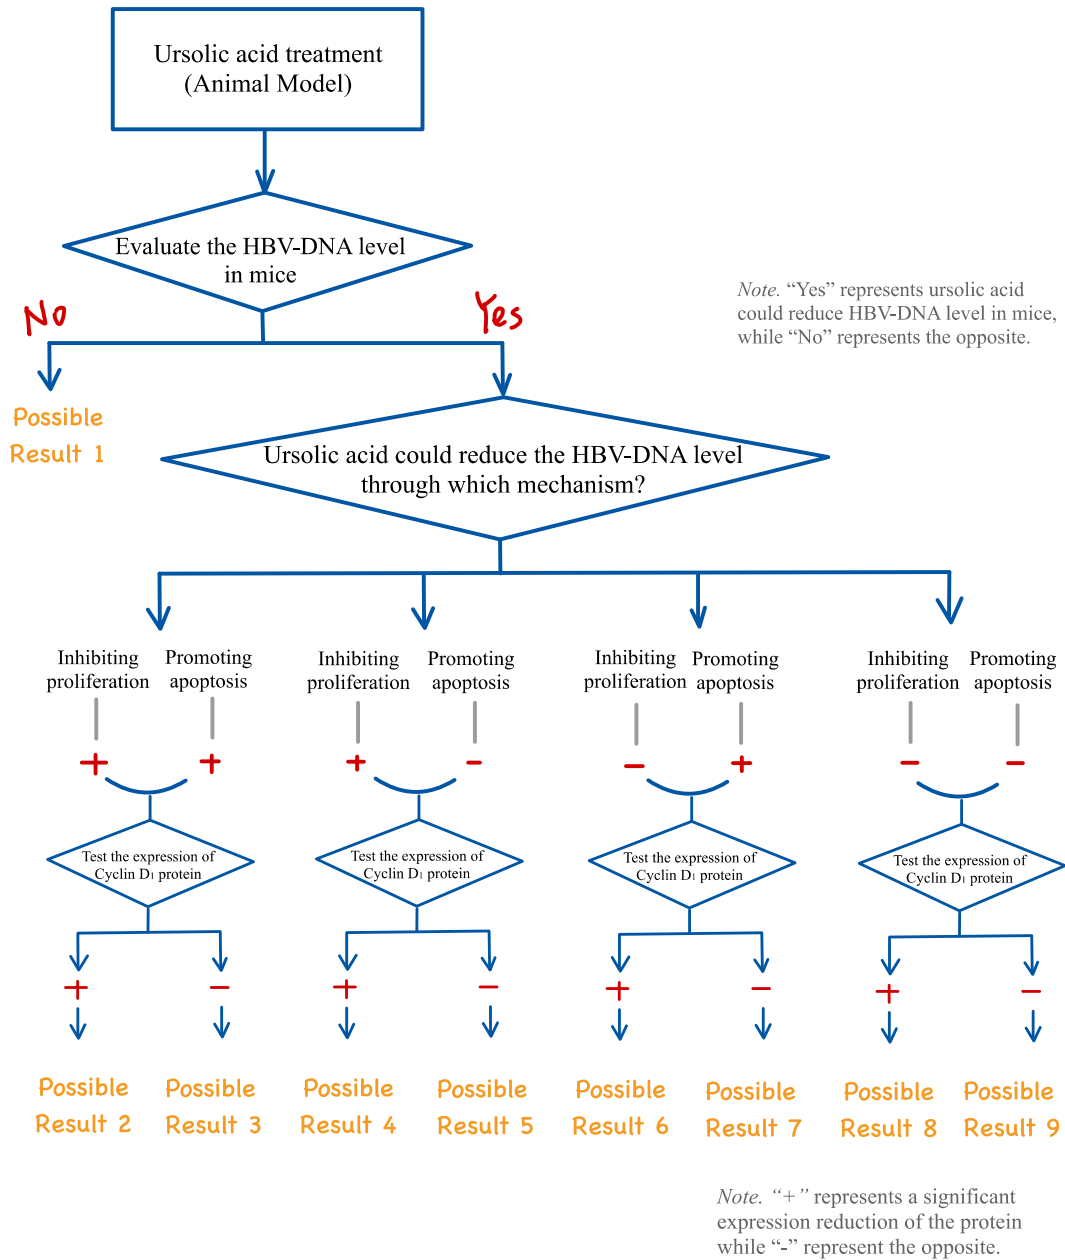 Ursolic acid treatment
(Animal Model)
Evaluate the HBV-DNA level
in mice
No
Yes
Note. “Yes” represents ursolic acid
could reduce HBV-DNA level in mice,
while “No” represents the opposite.
Possible
Result 1
Ursolic acid could reduce the HBV-DNA level
through which mechanism?
Inhibiting
proliferation
Promoting
apoptosis
Inhibiting
proliferation
Promoting
apoptosis
Inhibiting
proliferation
Promoting
apoptosis
Inhibiting
proliferation
Promoting
apoptosis
+
+
+
-
-
+
-
-
Test the expression of
Cyclin D₁ protein
Test the expression of
Cyclin D₁ protein
Test the expression of
Cyclin D₁ protein
Test the expression of
Cyclin D₁ protein
+
-
+
-
+
-
+
-
Possible
Result 2
Possible
Result 3
Possible
Result 4
Possible
Result 5
Possible
Result 6
Possible
Result 7
Possible
Result 8
Possible
Result 9
Note. “+” represents a significant
expression reduction of the protein
while “-” represent the opposite.